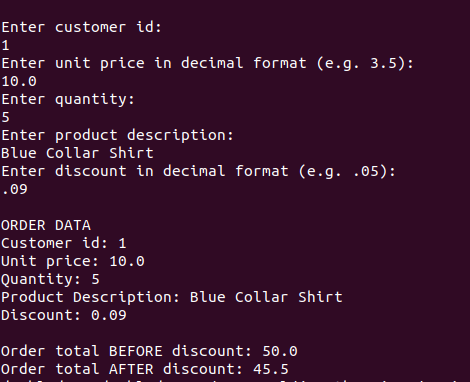 Enter customer id:
1
Enter unit price in decimal format (e.g. 3.5):
10.0
Enter quantity:
5
Enter product description:
Blue Collar Shirt
Enter discount in decimal format (e.g. .05):
.09
ORDER DATA
Customer id: 1
Unit price: 10.0
Quantity: 5
Product Description: Blue Collar Shirt
Discount: 0.09
Order total BEFORE discount: 50.0
Order total AFTER discount: 45.5